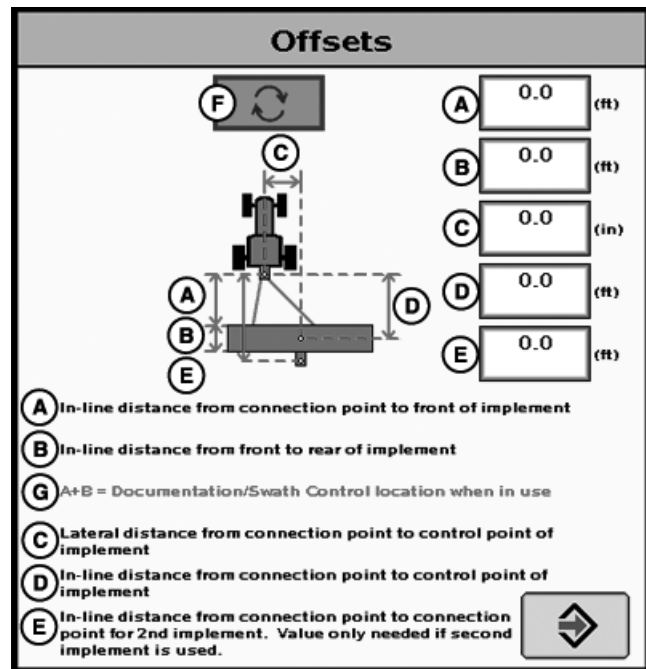 Offsets
F
A 0.0 (ft)
C
B 0.0 (ft)
C 0.0 (in)
A
D
D 0.0 (ft)
B
E
E 0.0 (ft)
A In-line distance from connection point to front of implement
B In-line distance from front to rear of implement
G A+B = Documentation/Swath Control location when in use
C Lateral distance from connection point to control point of
implement
D In-line distance from connection point to control point of
implement
E In-line distance from connection point to connection
point for 2nd implement. Value only needed if second
implement is used.